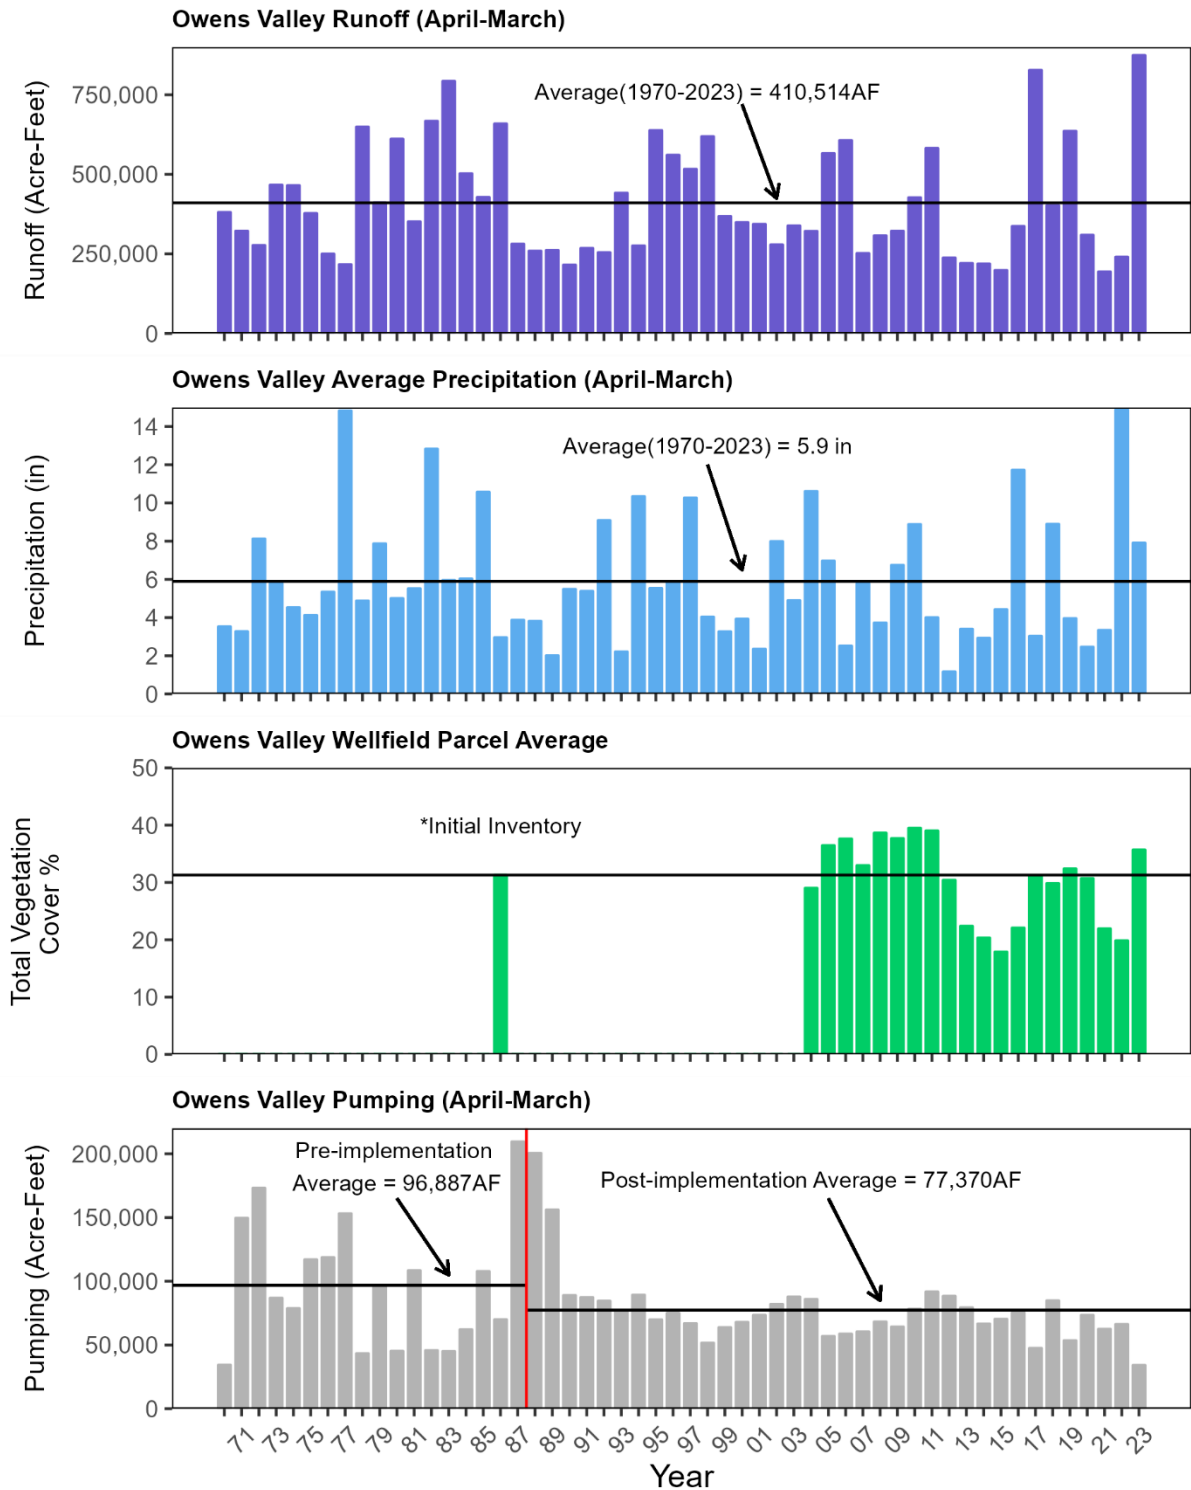 Owens Valley Runoff (April-March)
Runoff (Acre-Feet)
750,000
500,000
250,000
0
Average(1970-2023) = 410,514AF
Owens Valley Average Precipitation (April-March)
Precipitation (in)
14
12
10
8
6
4
2
0
Average(1970-2023) = 5.9 in
Owens Valley Wellfield Parcel Average
Total Vegetation
Cover %
50
40
30
20
10
0
*Initial Inventory
Owens Valley Pumping (April-March)
Pumping (Acre-Feet)
200,000
150,000
100,000
50,000
0
Pre-implementation
Average = 96,887AF
Post-implementation Average = 77,370AF
71 73 75 77 79 81 83 85 87 89 91 93 95 97 99 01 03 05 07 09 11 13 15 17 19 21 23
Year